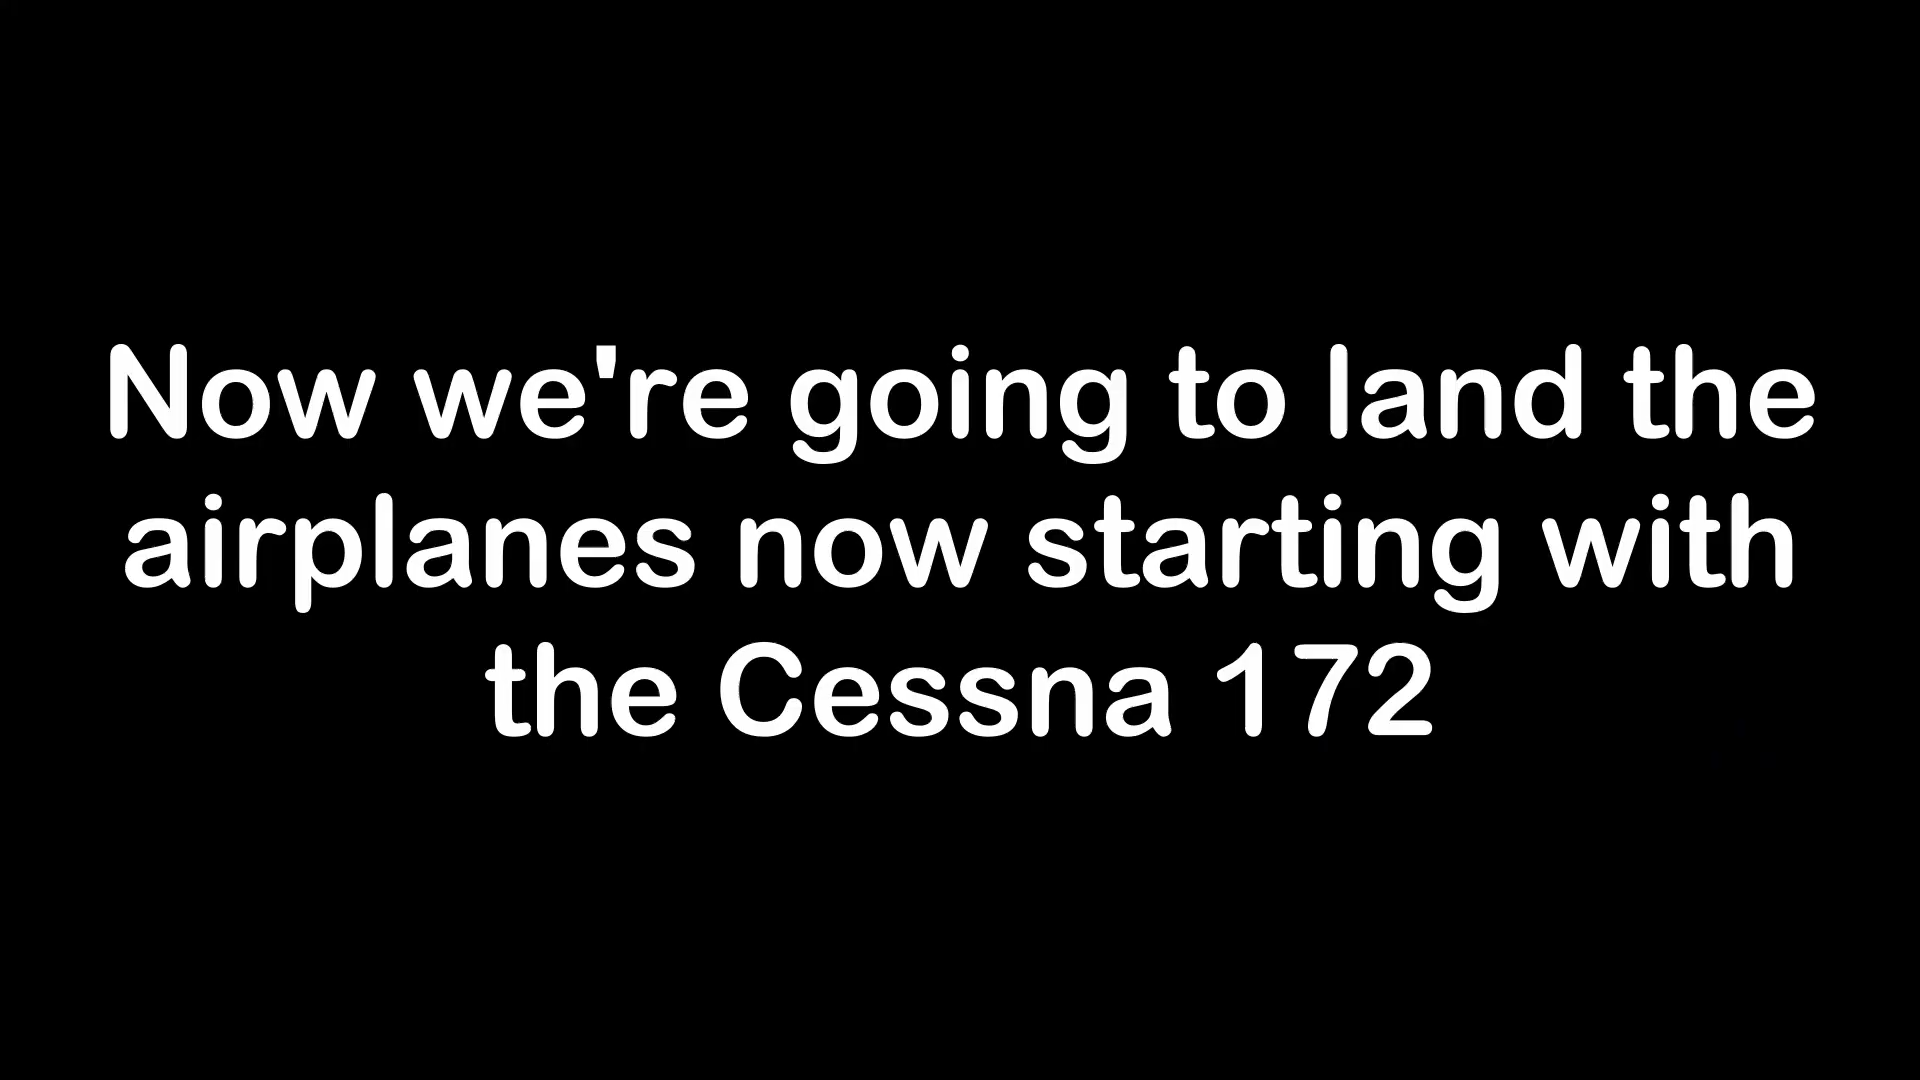 Now we're going to land the
airplanes now starting with
the Cessna 172